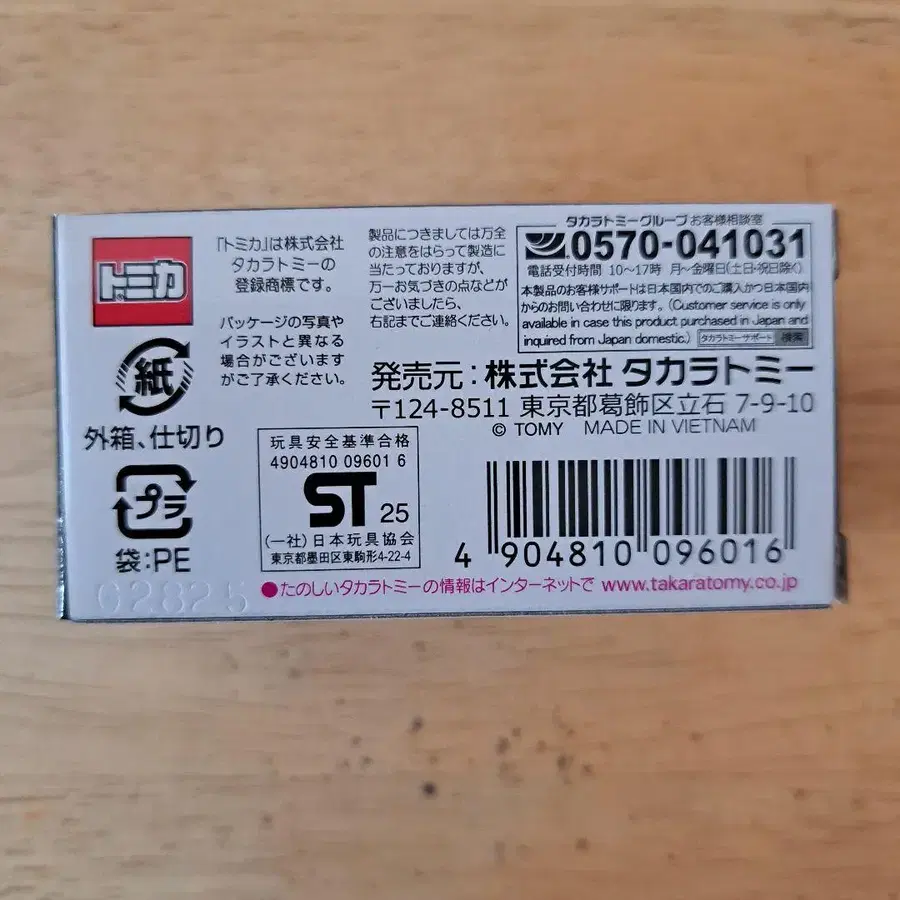 トミカ
「トミカ」は株式会社
タカラトミーの
登録商標です。
パッケージの写真や
イラストと異なる
場合がございます
がご了承ください。
製品につきましては万全
の注意をはらって製造に
当たっておりますが、
万一お気づきの点などが
ございましたら、
右記までご連絡ください。
タカラトミーグループお客様相談室
0570-041031
電話受付時間 10〜17時 月〜金曜日(土日・祝日除く)
本製品のお客様サポートは日本国内でのご購入かつ日本国内
からのお問い合わせに限ります。(Customer service is only
available in case this product purchased in Japan and
inquired from Japan domestic.) タカラトミーサポート 検索
発売元:株式会社 タカラトミー
〒124-8511 東京都葛飾区立石 7-9-10
© TOMY MADE IN VIETNAM
紙
外箱、仕切り
プラ
袋:PE
玩具安全基準合格
4904810 09601 6
ST 25
(一社)日本玩具協会
東京都墨田区東駒形4-22-4
4 904810 096016
●たのしいタカラトミーの情報はインターネットで www.takaratomy.co.jp
02825